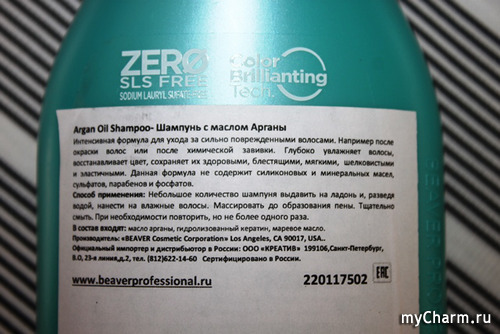 ZERØ
SLS FREE
SODIUM LAURYL SULFATE
Color
Brillianting
Tech.
Argan Oil Shampoo- Шампунь с маслом Арганы
Интенсивная формула для ухода за сильно поврежденными волосами. Например после
окраски волос или после химической завивки. Глубоко увлажняет волосы,
восстанавливает цвет, сохраняет их здоровыми, блестящими, мягкими, шелковистыми
и эластичными. Данная формула не содержит силиконовых и минеральных масел,
сульфатов, парабенов и фосфатов.
Способ применения: Небольшое количество шампуня выдавить на ладонь и, разведя
водой, нанести на влажные волосы. Массировать до образования пены. Тщательно
смыть. При необходимости повторить, но не более одного раза.
В состав входят: масло арганы, гидролизованный кератин, маревое масло.
Производитель: «BEAVER Cosmetic Corporation» Los Angeles, CA 90017, USA..
Официальный импортер и дистрибьютор в России: ООО «КРЕАТИВ» 199106,Санкт-Петербург,
В.О, 23-я линия,д.2, тел. (812)622-14-60 Сертифицировано в России.
www.beaverprofessional.ru
220117502
EAC
myCharm.ru